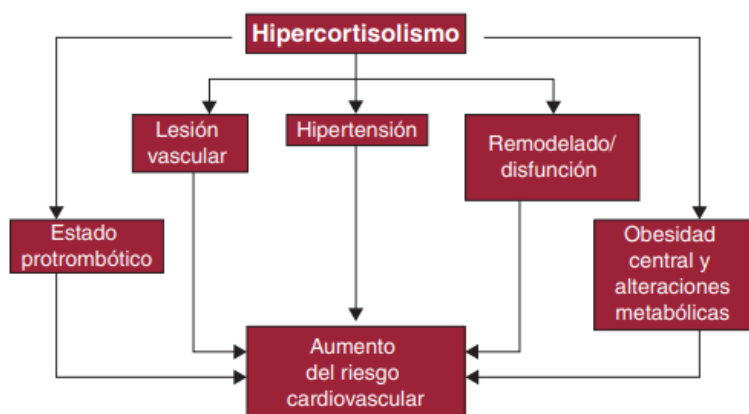 Hipercortisolismo
Lesión
vascular
Hipertensión
Remodelado/
disfunción
Estado
protrombótico
Obesidad
central y
alteraciones
metabólicas
Aumento
del riesgo
cardiovascular